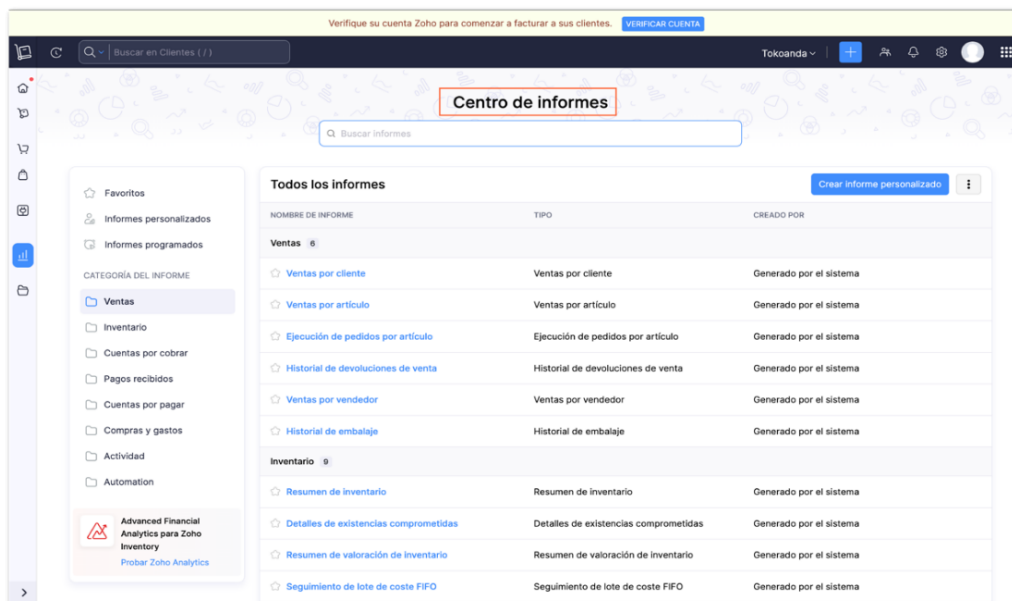 Verifique su cuenta Zoho para comenzar a facturar a sus clientes. VERIFICAR CUENTA
Buscar en Clientes ( / )
Tokoanda
Centro de informes
Buscar informes
Favoritos
Informes personalizados
Informes programados
CATEGORÍA DEL INFORME
Ventas
Inventario
Cuentas por cobrar
Pagos recibidos
Cuentas por pagar
Compras y gastos
Actividad
Automation
Advanced Financial
Analytics para Zoho
Inventory
Probar Zoho Analytics
Todos los informes
Crear informe personalizado
NOMBRE DE INFORME TIPO CREADO POR
Ventas 6
Ventas por cliente Ventas por cliente Generado por el sistema
Ventas por artículo Ventas por artículo Generado por el sistema
Ejecución de pedidos por artículo Ejecución de pedidos por artículo Generado por el sistema
Historial de devoluciones de venta Historial de devoluciones de venta Generado por el sistema
Ventas por vendedor Ventas por vendedor Generado por el sistema
Historial de embalaje Historial de embalaje Generado por el sistema
Inventario 9
Resumen de inventario Resumen de inventario Generado por el sistema
Detalles de existencias comprometidas Detalles de existencias comprometidas Generado por el sistema
Resumen de valoración de inventario Resumen de valoración de inventario Generado por el sistema
Seguimiento de lote de coste FIFO Seguimiento de lote de coste FIFO Generado por el sistema